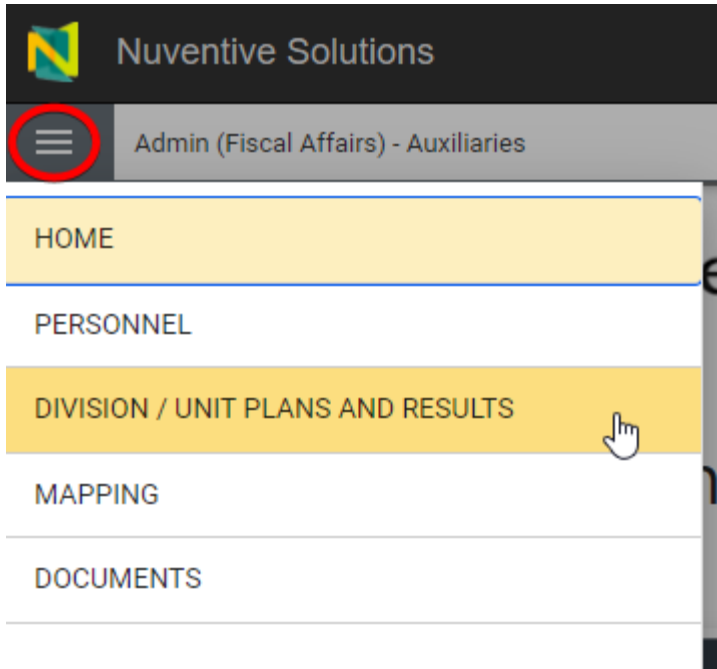 Nuventive Solutions
Admin (Fiscal Affairs) - Auxiliaries
HOME
PERSONNEL
DIVISION / UNIT PLANS AND RESULTS
MAPPING
DOCUMENTS